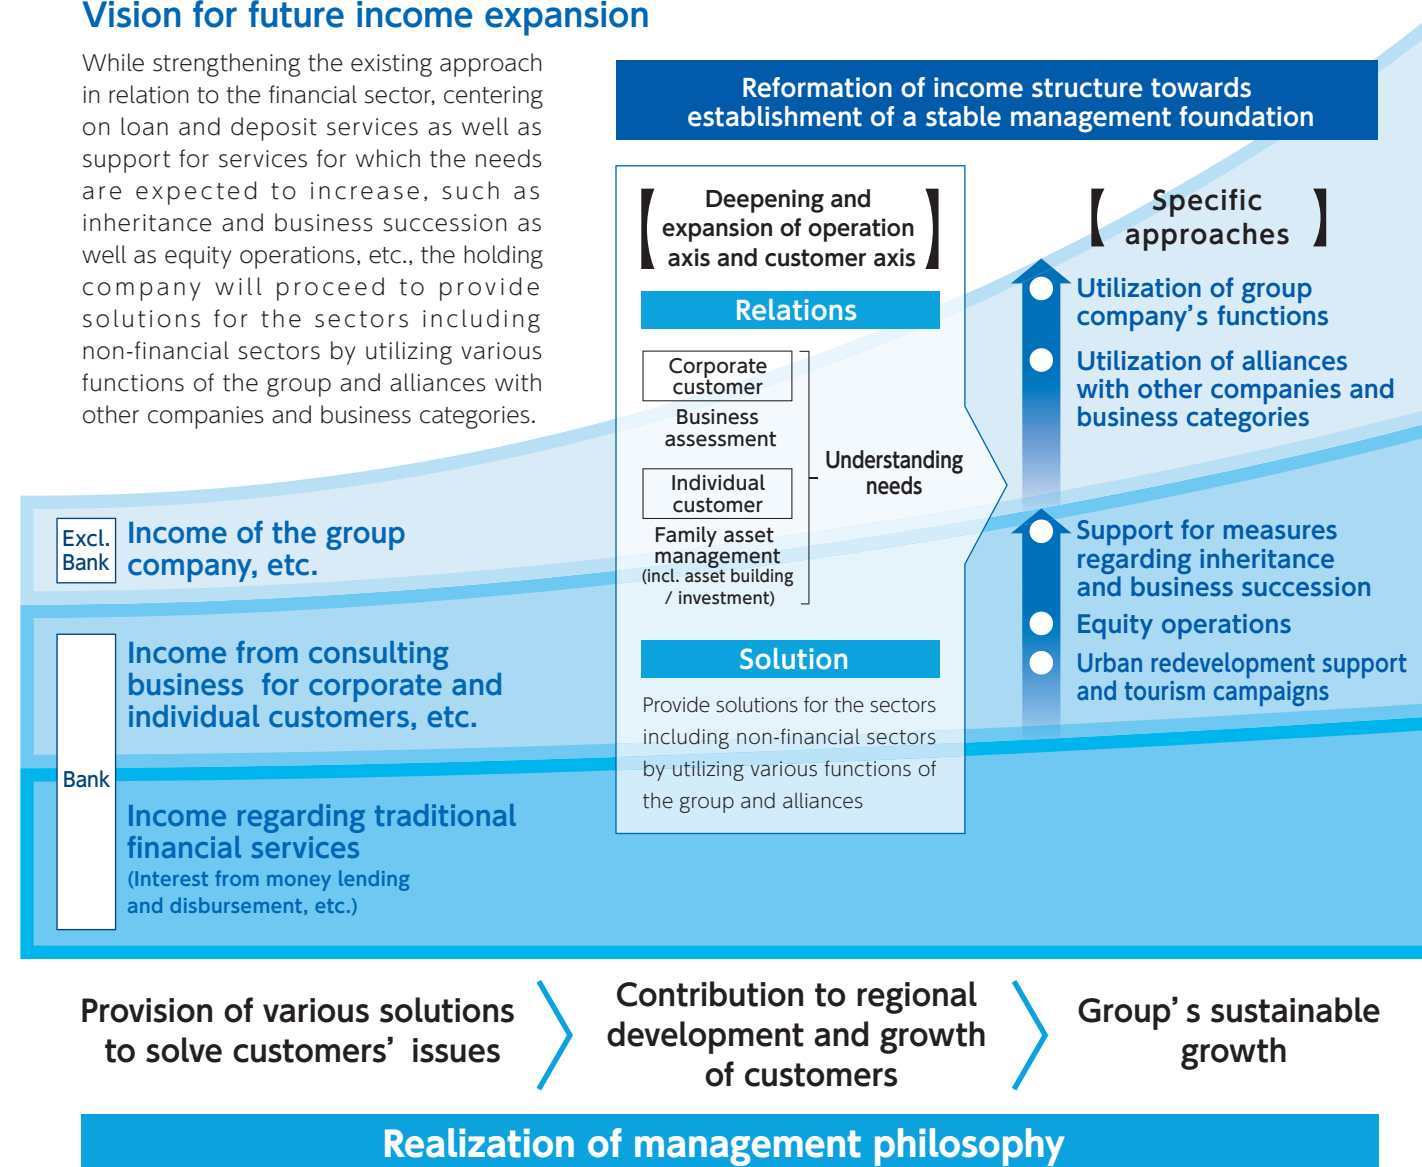 Vision for future income expansion
While strengthening the existing approach
in relation to the financial sector, centering
on loan and deposit services as well as
support for services for which the needs
are expected to increase, such as
inheritance and business succession as
well as equity operations, etc., the holding
company will proceed to provide
solutions for the sectors including
non-financial sectors by utilizing various
functions of the group and alliances with
other companies and business categories.
Reformation of income structure towards
establishment of a stable management foundation
【 Deepening and
expansion of operation
axis and customer axis 】
Relations
Corporate
customer
Business
assessment
Individual
customer
Family asset
management
(incl. asset building
/ investment)
Understanding
needs
Solution
Provide solutions for the sectors
including non-financial sectors
by utilizing various functions of
the group and alliances
【 Specific
approaches 】
Utilization of group
company’s functions
Utilization of alliances
with other companies and
business categories
Support for measures
regarding inheritance
and business succession
Equity operations
Urban redevelopment support
and tourism campaigns
Excl.
Bank
Income of the group
company, etc.
Bank
Income from consulting
business for corporate and
individual customers, etc.
Income regarding traditional
financial services
(Interest from money lending
and disbursement, etc.)
Provision of various solutions
to solve customers’ issues
Contribution to regional
development and growth
of customers
Group’s sustainable
growth
Realization of management philosophy